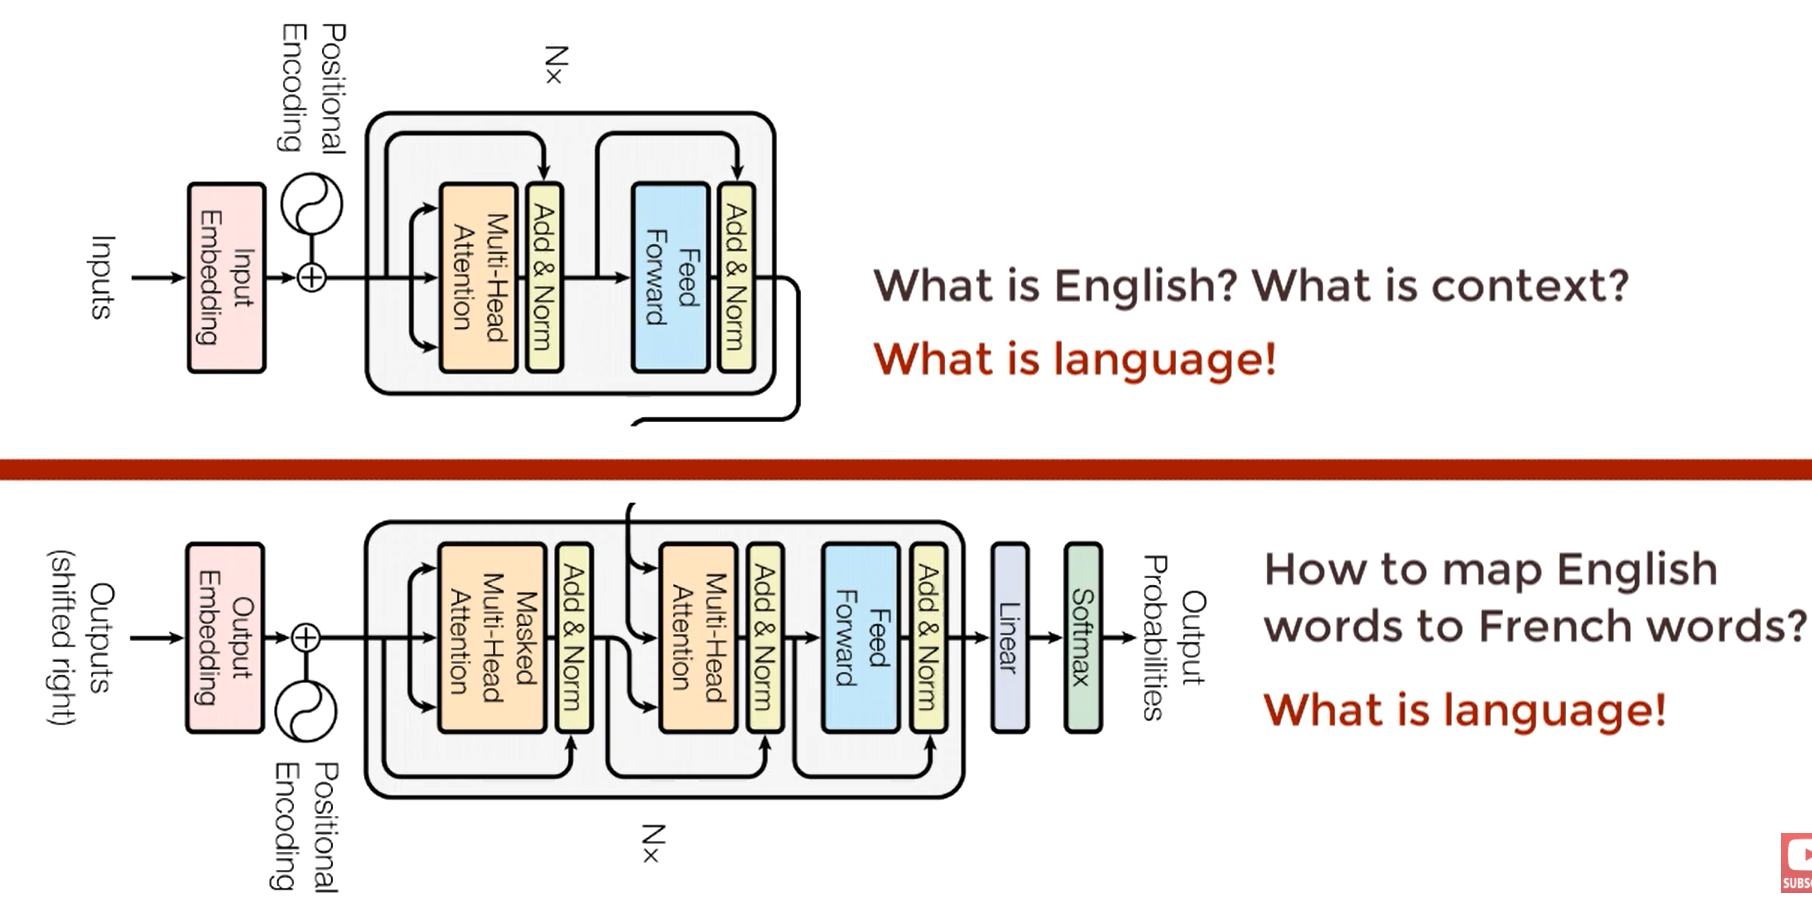 Positional
Encoding
Nx
Inputs
Input
Embedding
Multi-Head
Attention
Add & Norm
Feed
Forward
Add & Norm
What is English? What is context?
What is language!
Outputs
(shifted right)
Output
Embedding
Positional
Encoding
Masked
Multi-Head
Attention
Add & Norm
Multi-Head
Attention
Add & Norm
Feed
Forward
Add & Norm
Nx
Linear
Softmax
Output
Probabilities
How to map English
words to French words?
What is language!